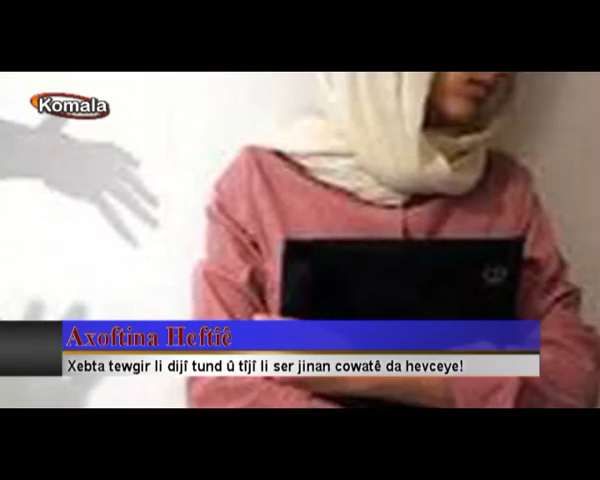 Komala
Axoftina Heftîê
Xebta tewgir li dijî tund û tîjî li ser jinan cowatê da hevceye!